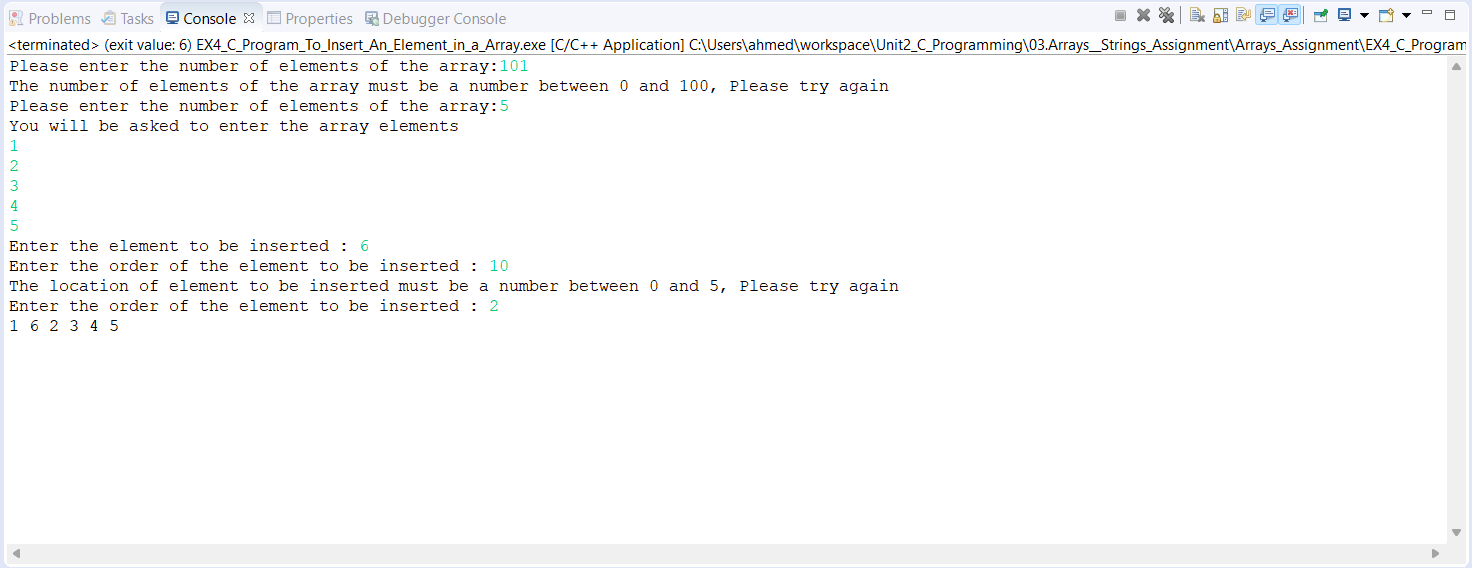 Problems Tasks Console Properties Debugger Console
<terminated> (exit value: 6) EX4_C_Program_To_Insert_An_Element_in_a_Array.exe [C/C++ Application] C:\Users\ahmed\workspace\Unit2_C_Programming\03.Arrays__Strings_Assignment\Arrays_Assignment\EX4_C_Program
Please enter the number of elements of the array:101
The number of elements of the array must be a number between 0 and 100, Please try again
Please enter the number of elements of the array:5
You will be asked to enter the array elements
1
2
3
4
5
Enter the element to be inserted : 6
Enter the order of the element to be inserted : 10
The location of element to be inserted must be a number between 0 and 5, Please try again
Enter the order of the element to be inserted : 2
1 6 2 3 4 5